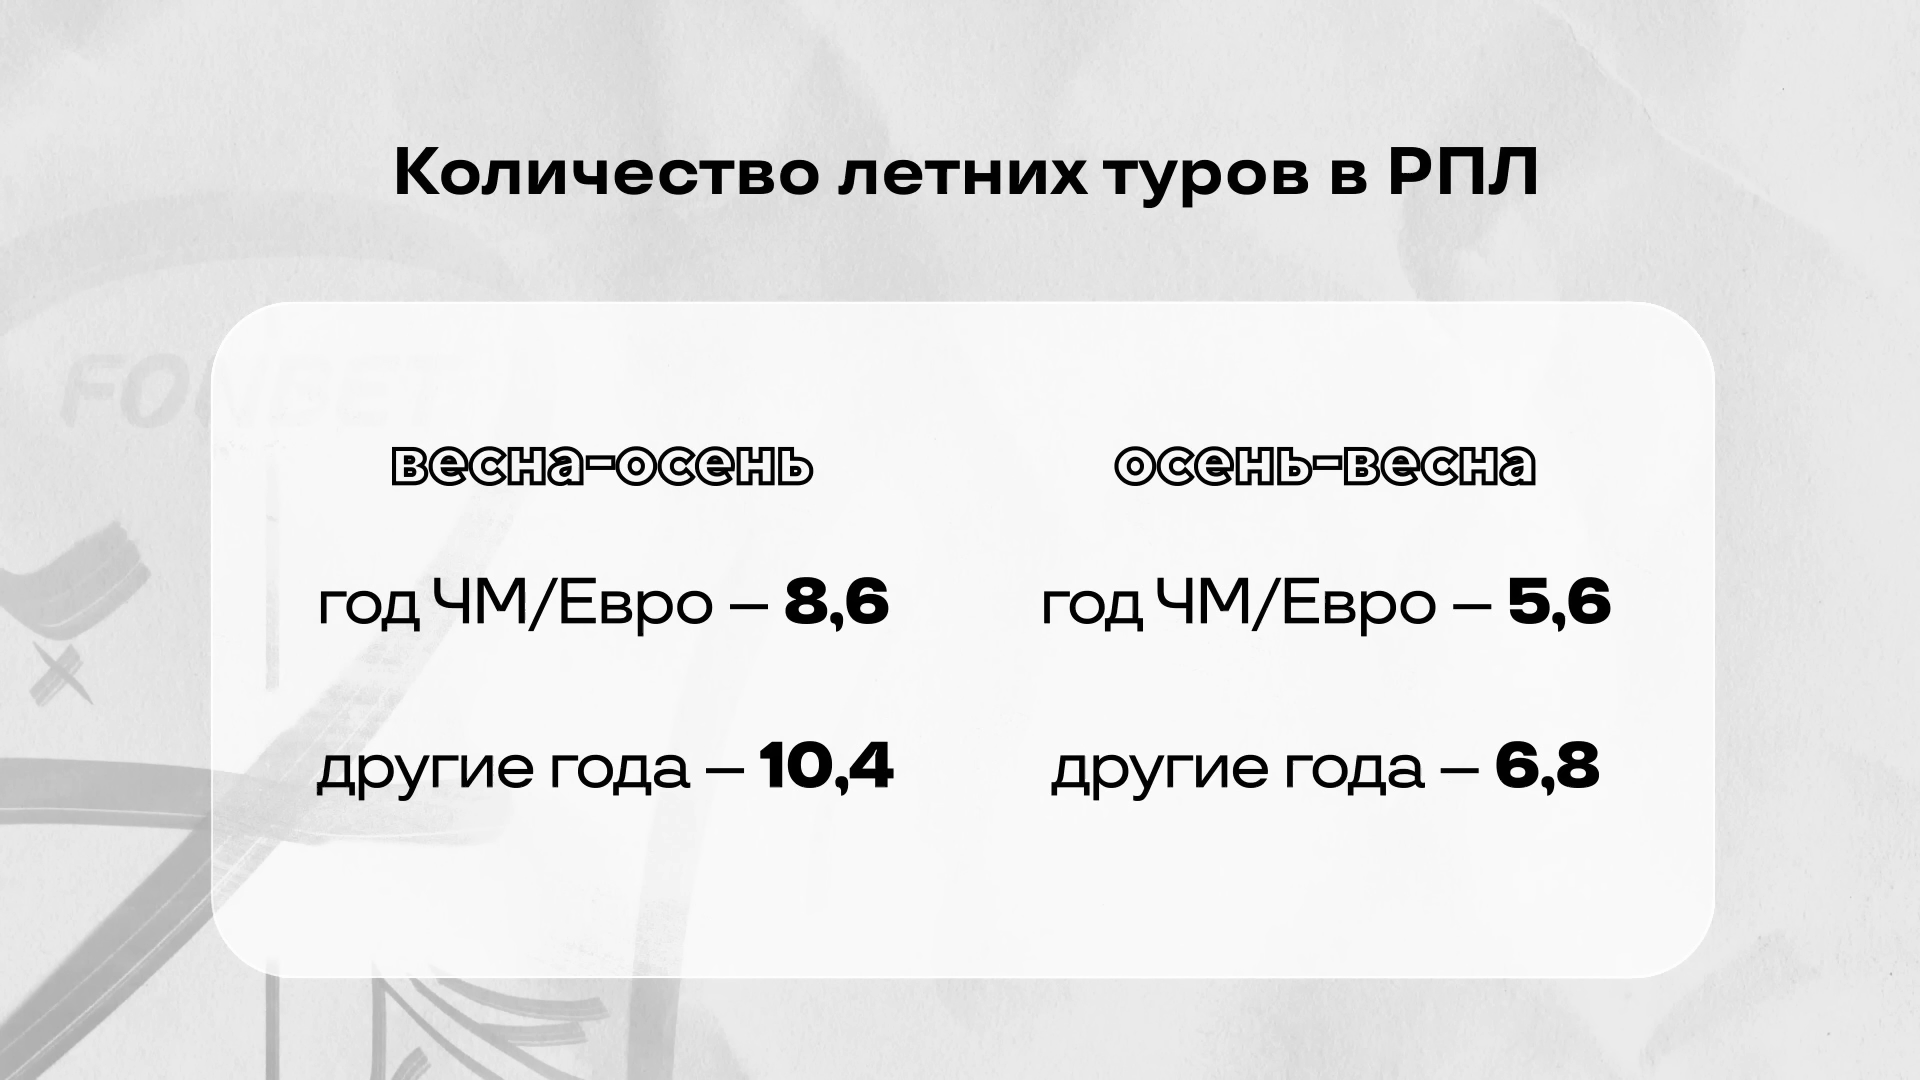 Количество летних туров в РПЛ
FONBET
весна-осень
год ЧМ/Евро – 8,6
другие года – 10,4
осень-весна
год ЧМ/Евро – 5,6
другие года – 6,8